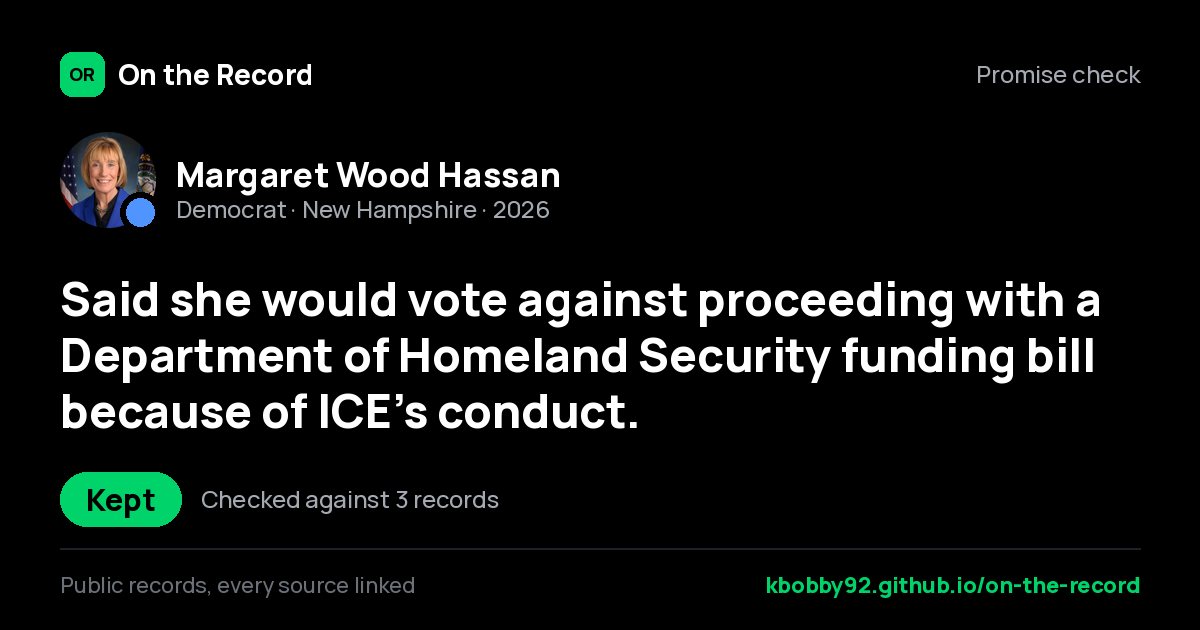 OR On the Record
Promise check
Margaret Wood Hassan
Democrat · New Hampshire · 2026
Said she would vote against proceeding with a
Department of Homeland Security funding bill
because of ICE’s conduct.
Kept
Checked against 3 records
Public records, every source linked
kbobby92.github.io/on-the-record